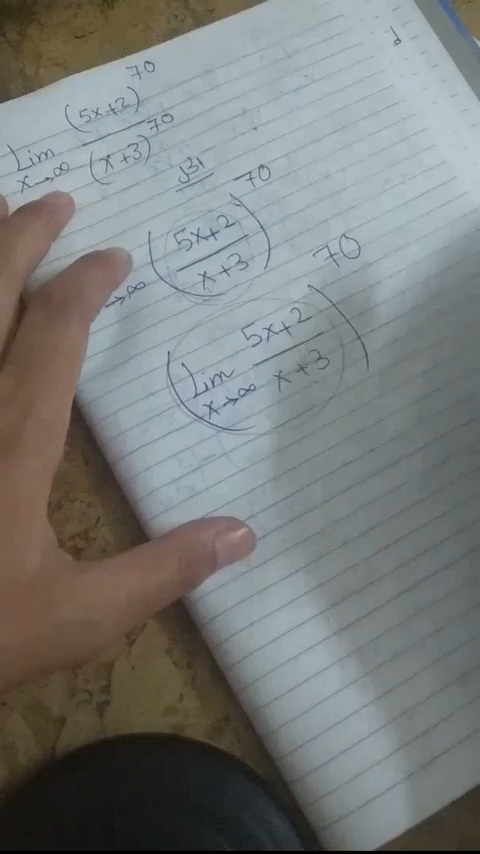 Lim x→∞ (5x+2)^70 / (x+3)^70
→∞ ((5x+2) / (x+3))^70
(Lim x→∞ (5x+2) / (x+3))^70